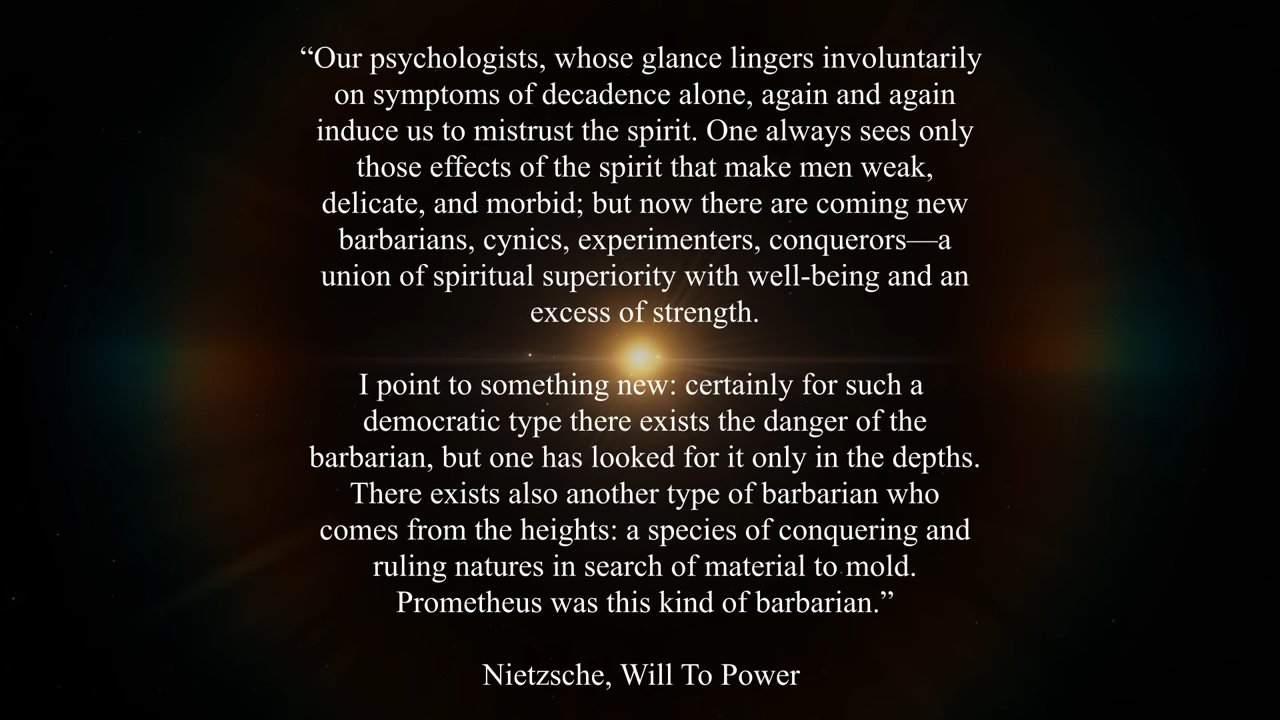 “Our psychologists, whose glance lingers involuntarily
on symptoms of decadence alone, again and again
induce us to mistrust the spirit. One always sees only
those effects of the spirit that make men weak,
delicate, and morbid; but now there are coming new
barbarians, cynics, experimenters, conquerors—a
union of spiritual superiority with well-being and an
excess of strength.
I point to something new: certainly for such a
democratic type there exists the danger of the
barbarian, but one has looked for it only in the depths.
There exists also another type of barbarian who
comes from the heights: a species of conquering and
ruling natures in search of material to mold.
Prometheus was this kind of barbarian.”
Nietzsche, Will To Power